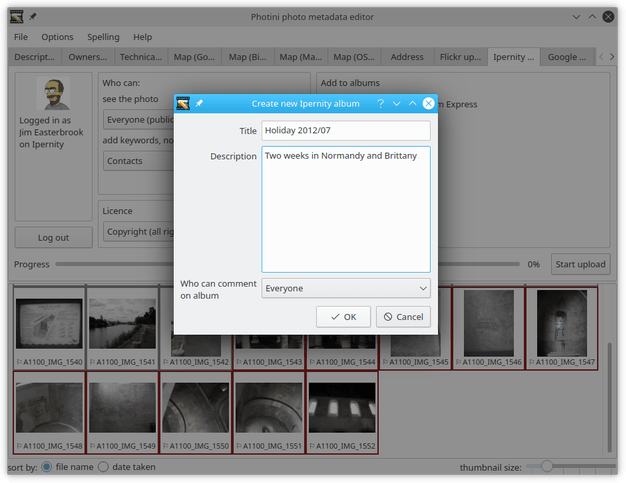 Photini photo metadata editor
File Options Spelling Help
Descript... Owners... Technica... Map (Go... Map (Bi... Map (Ma... Map (OS... Address Flickr up... Ipernity ... Google ...
Who can:
Add to albums
see the photo
Create new Ipernity album
m Express
Everyone (public
Title Holiday 2012/07
Logged in as
Jim Easterbrook
on Ipernity
add keywords, no
Description Two weeks in Normandy and Brittany
Contacts
Licence
Copyright (all rig
Log out
Progress 0% Start upload
Who can comment
on album
Everyone
OK Cancel
A1100_IMG_1540 A1100_IMG_1541 A1100_IMG_1542 A1100_IMG_1543 A1100_IMG_1544 A1100_IMG_1545 A1100_IMG_1546 A1100_IMG_1547
A1100_IMG_1548 A1100_IMG_1549 A1100_IMG_1550 A1100_IMG_1551 A1100_IMG_1552
sort by: file name date taken thumbnail size: